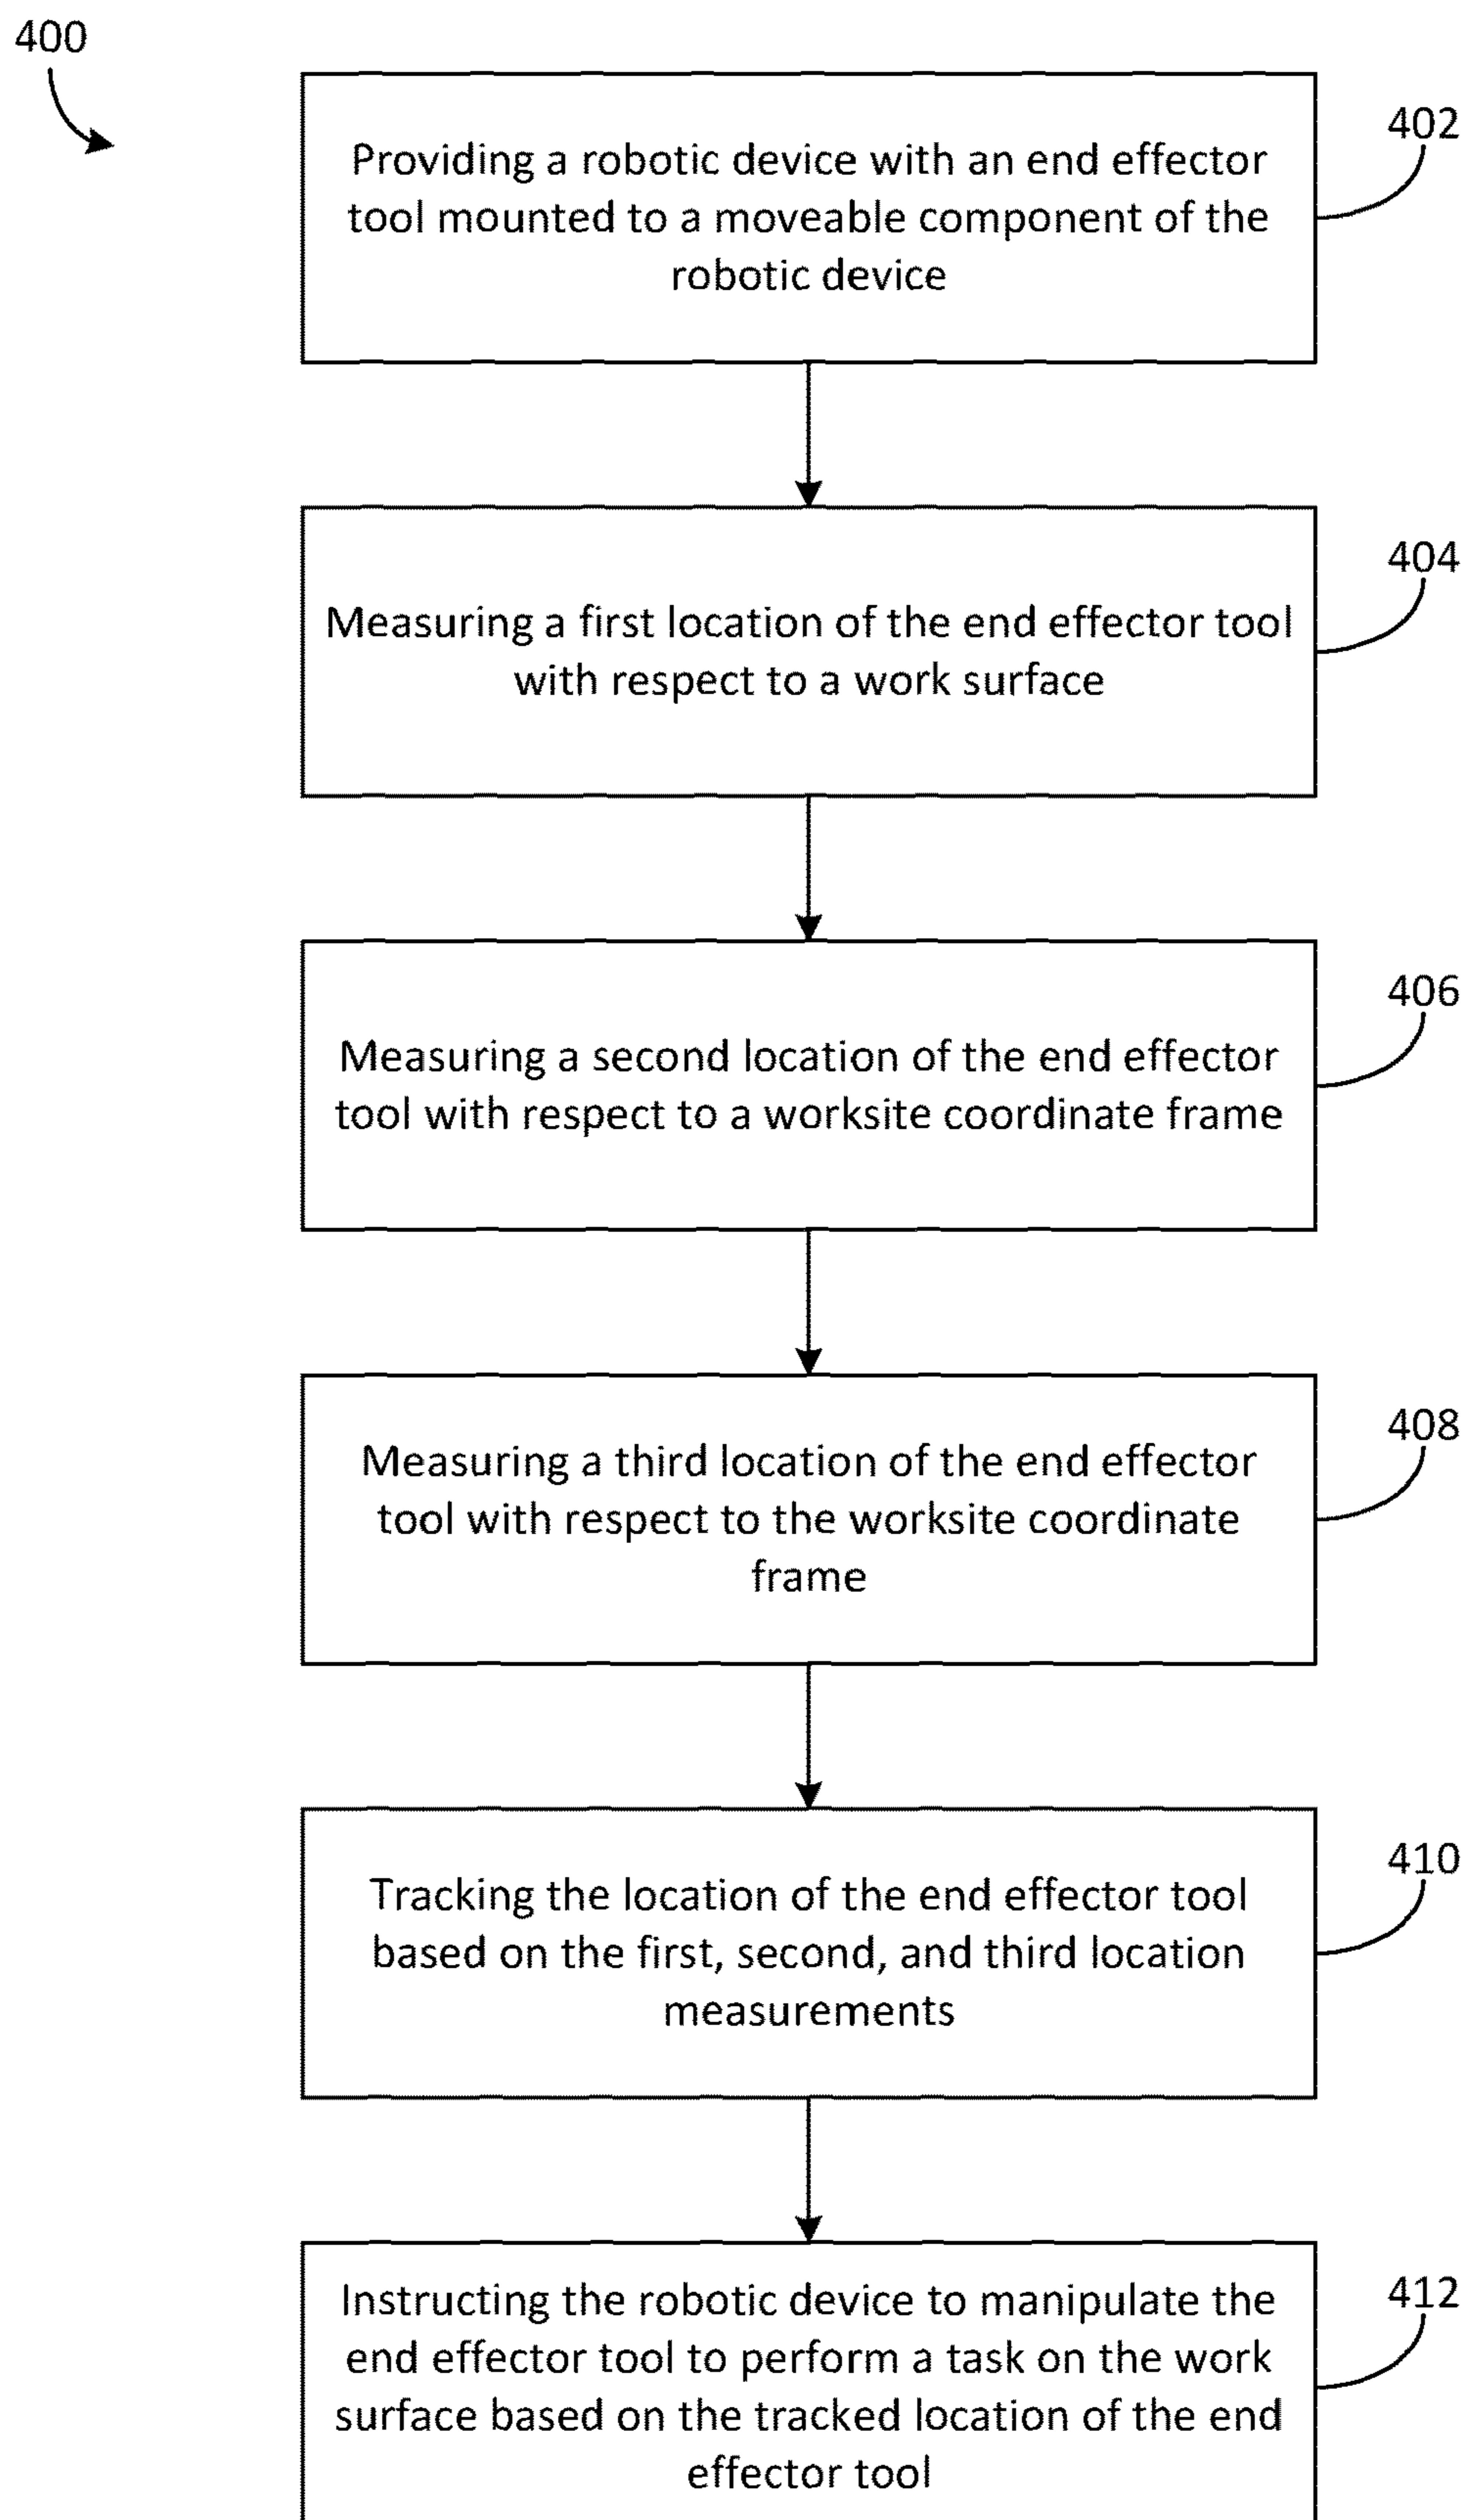 400
402
Providing a robotic device with an end effector
tool mounted to a moveable component of the
robotic device
404
Measuring a first location of the end effector tool
with respect to a work surface
406
Measuring a second location of the end effector
tool with respect to a worksite coordinate frame
408
Measuring a third location of the end effector
tool with respect to the worksite coordinate
frame
410
Tracking the location of the end effector tool
based on the first, second, and third location
measurements
412
Instructing the robotic device to manipulate the
end effector tool to perform a task on the work
surface based on the tracked location of the end
effector tool